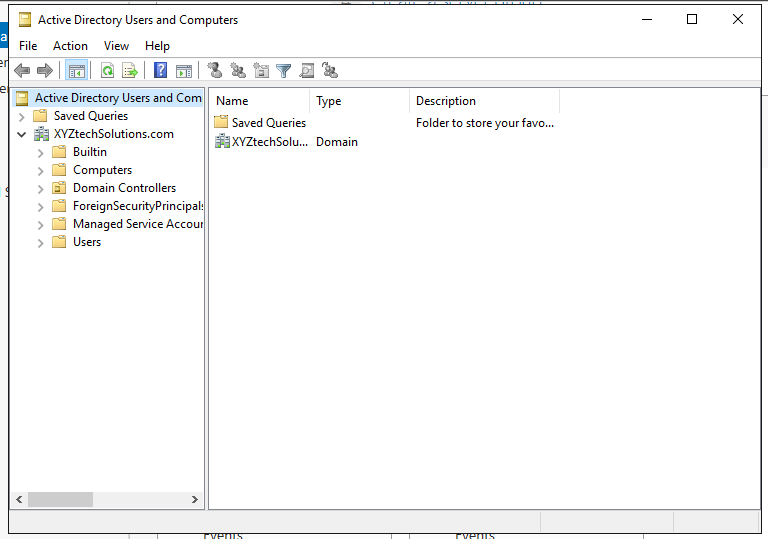 Active Directory Users and Computers
File Action View Help
Active Directory Users and Com
Saved Queries
XYZtechSolutions.com
Builtin
Computers
Domain Controllers
ForeignSecurityPrincipals
Managed Service Accour
Users
Name Type Description
Saved Queries Folder to store your favo...
XYZtechSolu... Domain
Events Events